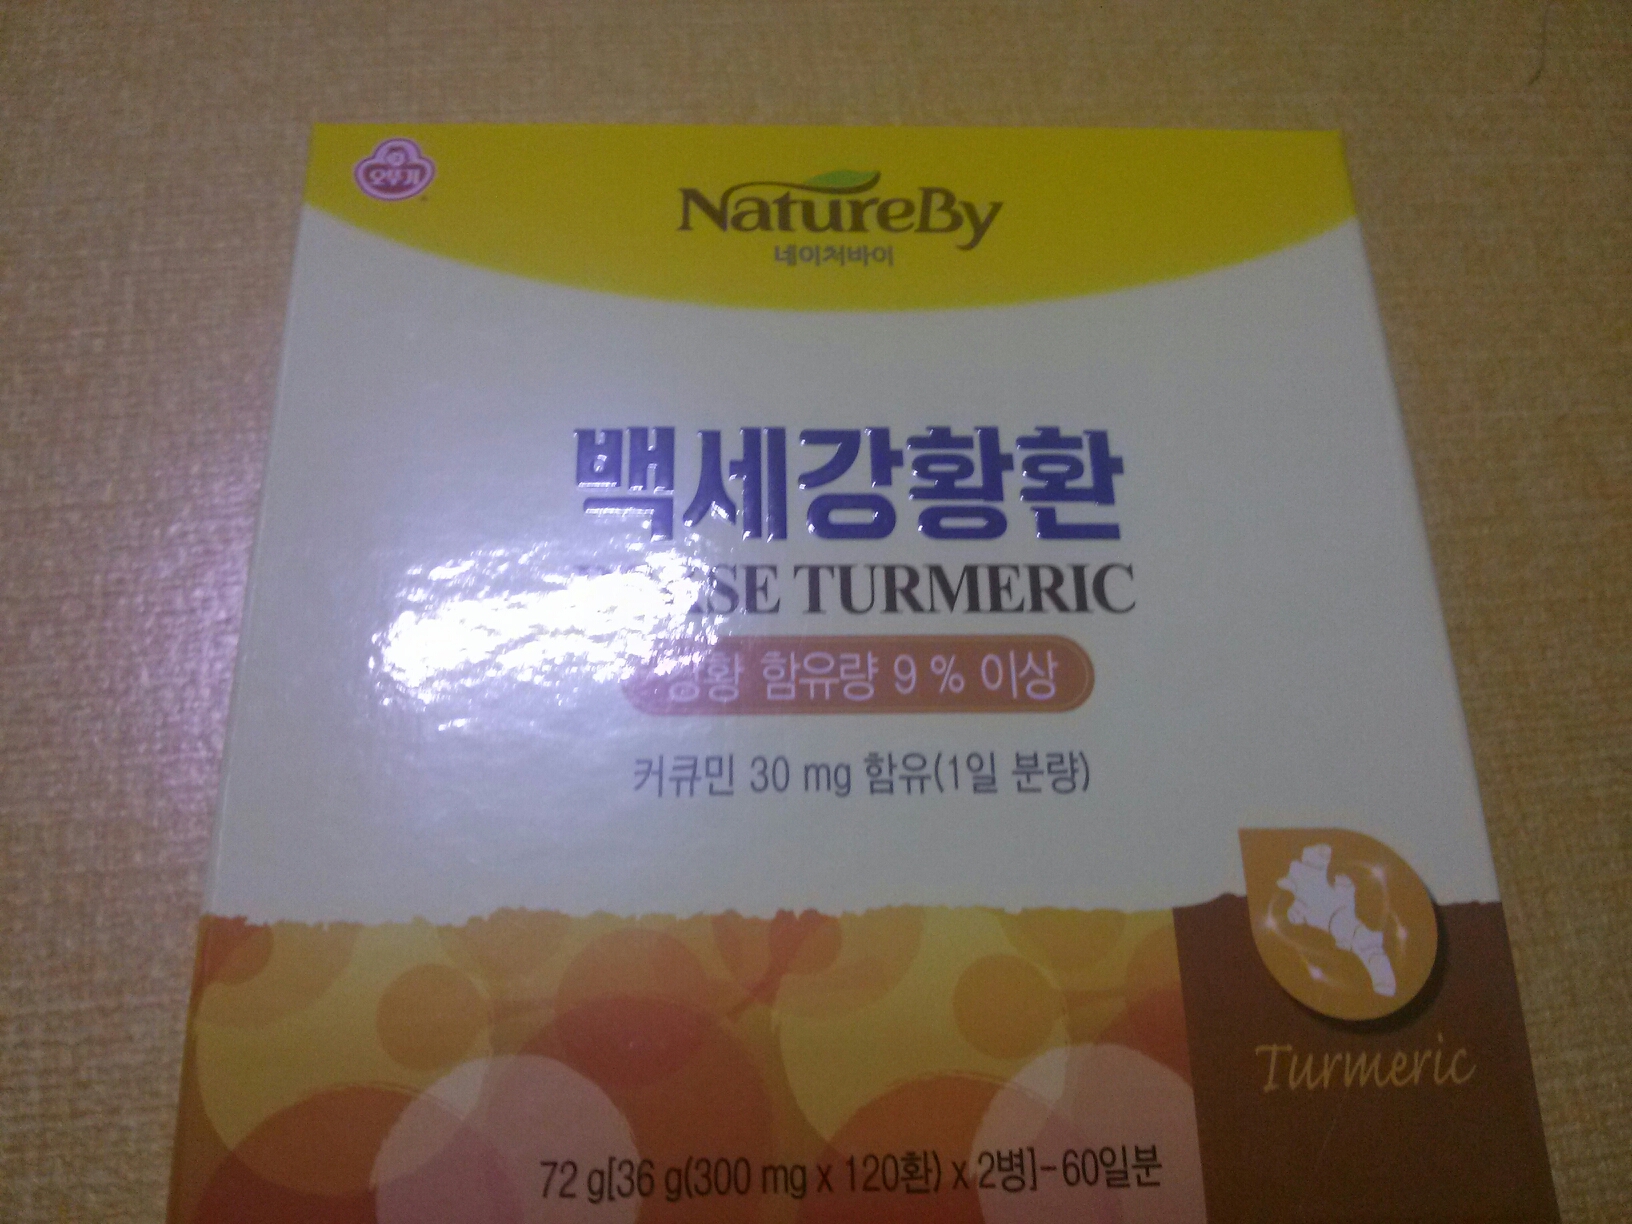 오뚜기
NatureBy
네이처바이
백세강황환
TURMERIC
함유량 9 % 이상
커큐민 30 mg 함유(1일 분량)
Turmeric
72 g[36 g(300 mg x 120환) x 2병]-60일분